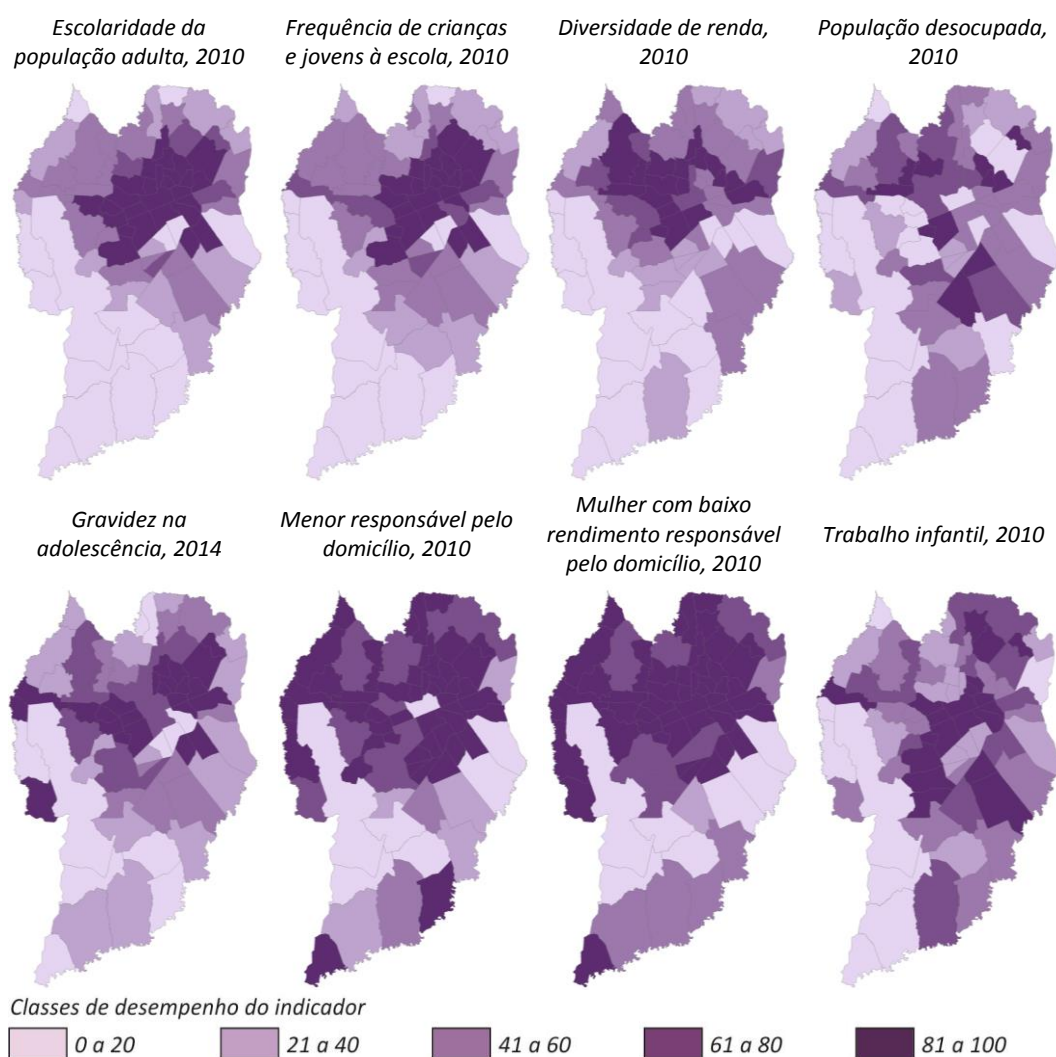 Escolaridade da
população adulta, 2010
Frequência de crianças
e jovens à escola, 2010
Diversidade de renda,
2010
População desocupada,
2010
Gravidez na
adolescência, 2014
Menor responsável pelo
domicílio, 2010
Mulher com baixo
rendimento responsável
pelo domicílio, 2010
Trabalho infantil, 2010
Classes de desempenho do indicador
0 a 20
21 a 40
41 a 60
61 a 80
81 a 100